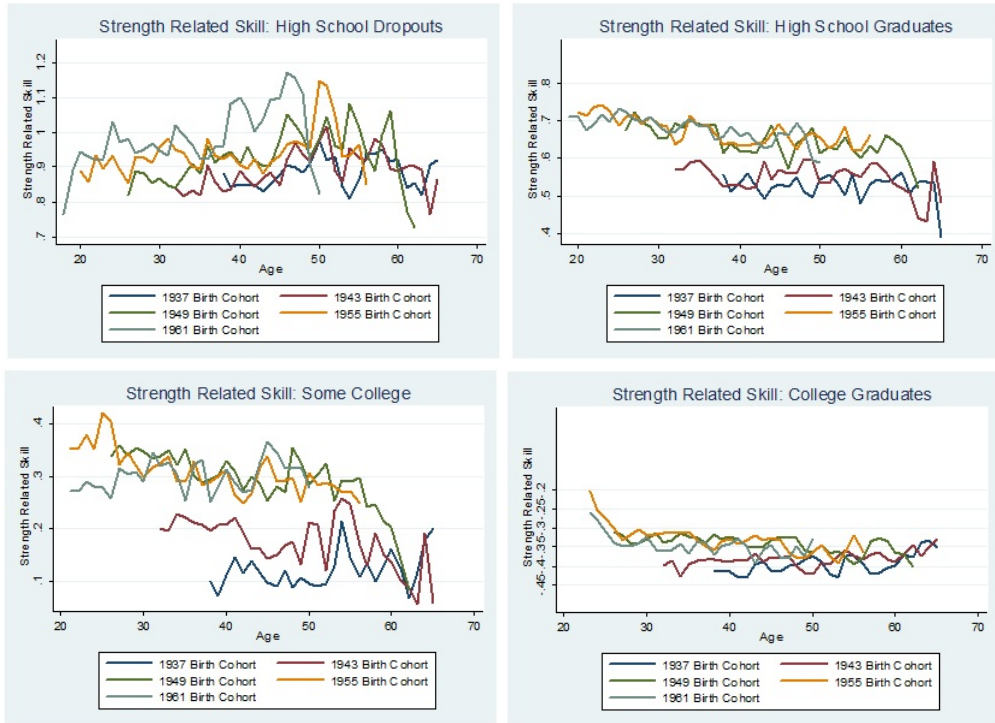 Strength Related Skill: High School Dropouts
Strength Related Skill
1.2
1.1
1
.9
.8
.7
20 30 40 50 60 70
Age
1937 Birth Cohort 1943 Birth Cohort
1949 Birth Cohort 1955 Birth Cohort
1961 Birth Cohort
Strength Related Skill: High School Graduates
Strength Related Skill
.8
.7
.6
.5
.4
20 30 40 50 60 70
Age
1937 Birth Cohort 1943 Birth Cohort
1949 Birth Cohort 1955 Birth Cohort
1961 Birth Cohort
Strength Related Skill: Some College
Strength Related Skill
.4
.3
.2
.1
20 30 40 50 60 70
Age
1937 Birth Cohort 1943 Birth Cohort
1949 Birth Cohort 1955 Birth Cohort
1961 Birth Cohort
Strength Related Skill: College Graduates
Strength Related Skill
-.45-.4-.35-.3-.25-.2
20 30 40 50 60 70
Age
1937 Birth Cohort 1943 Birth Cohort
1949 Birth Cohort 1955 Birth Cohort
1961 Birth Cohort